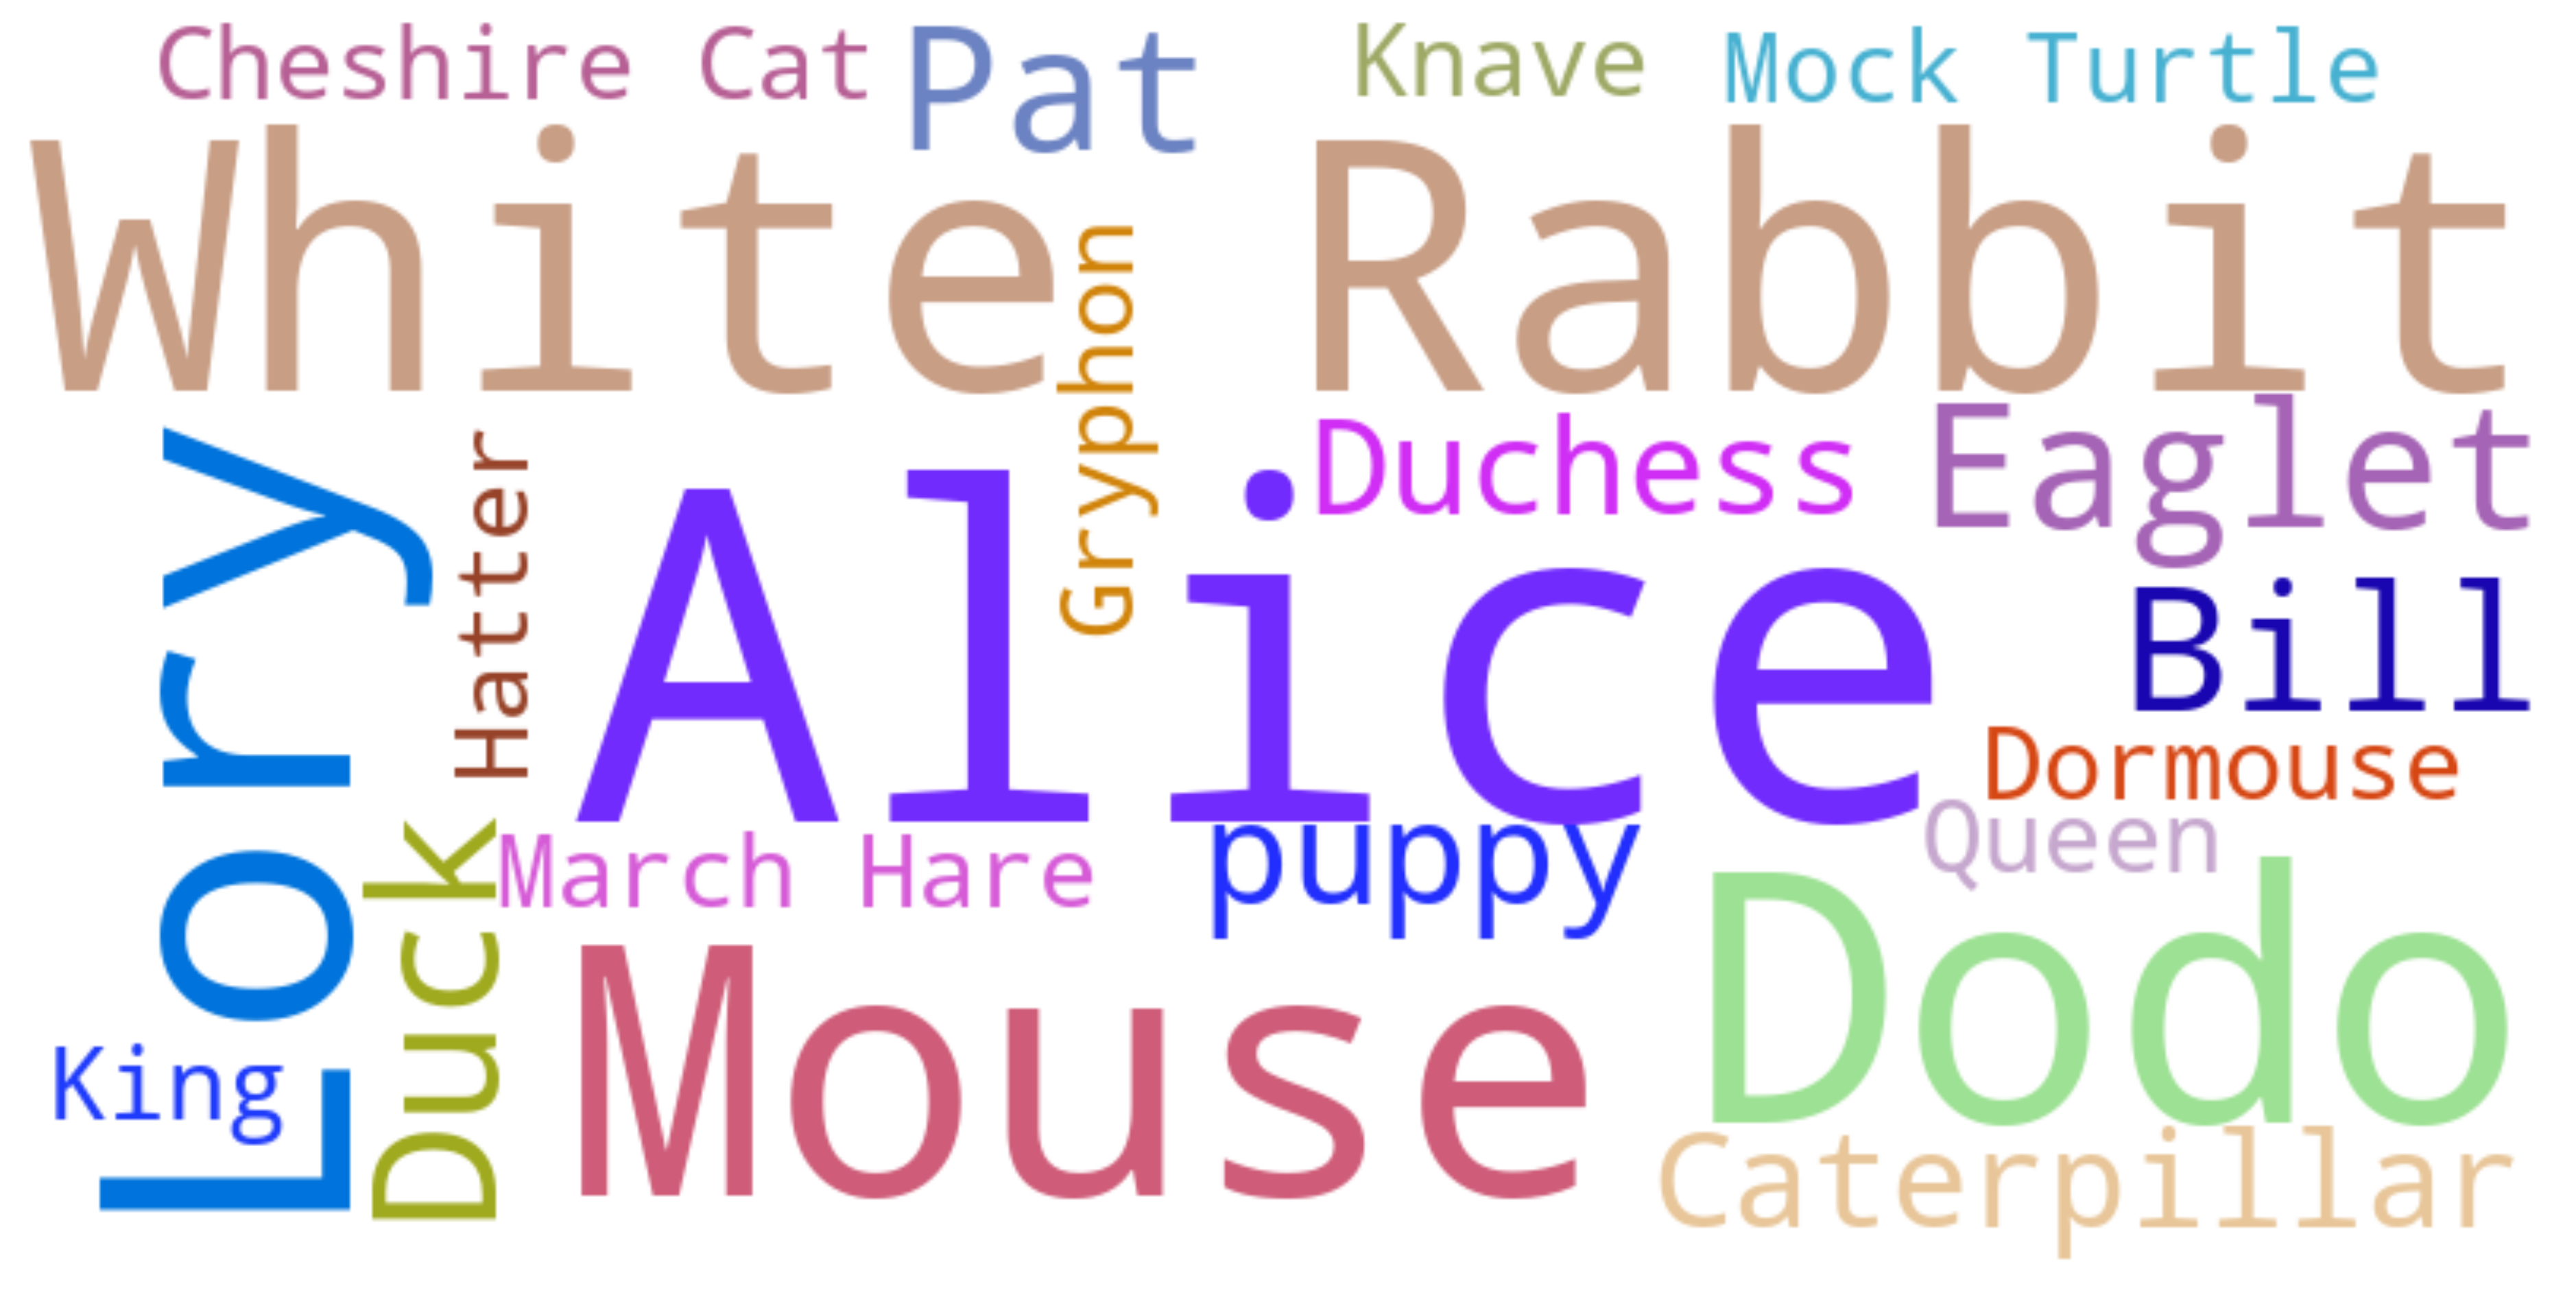 Cheshire Cat
Pat
Knave
Mock Turtle
White Rabbit
Gryphon
Lory
Hatter
Alice
Duchess
Eaglet
Bill
Dormouse
Queen
Duck
March Hare
puppy
King
Mouse
Dodo
Caterpillar